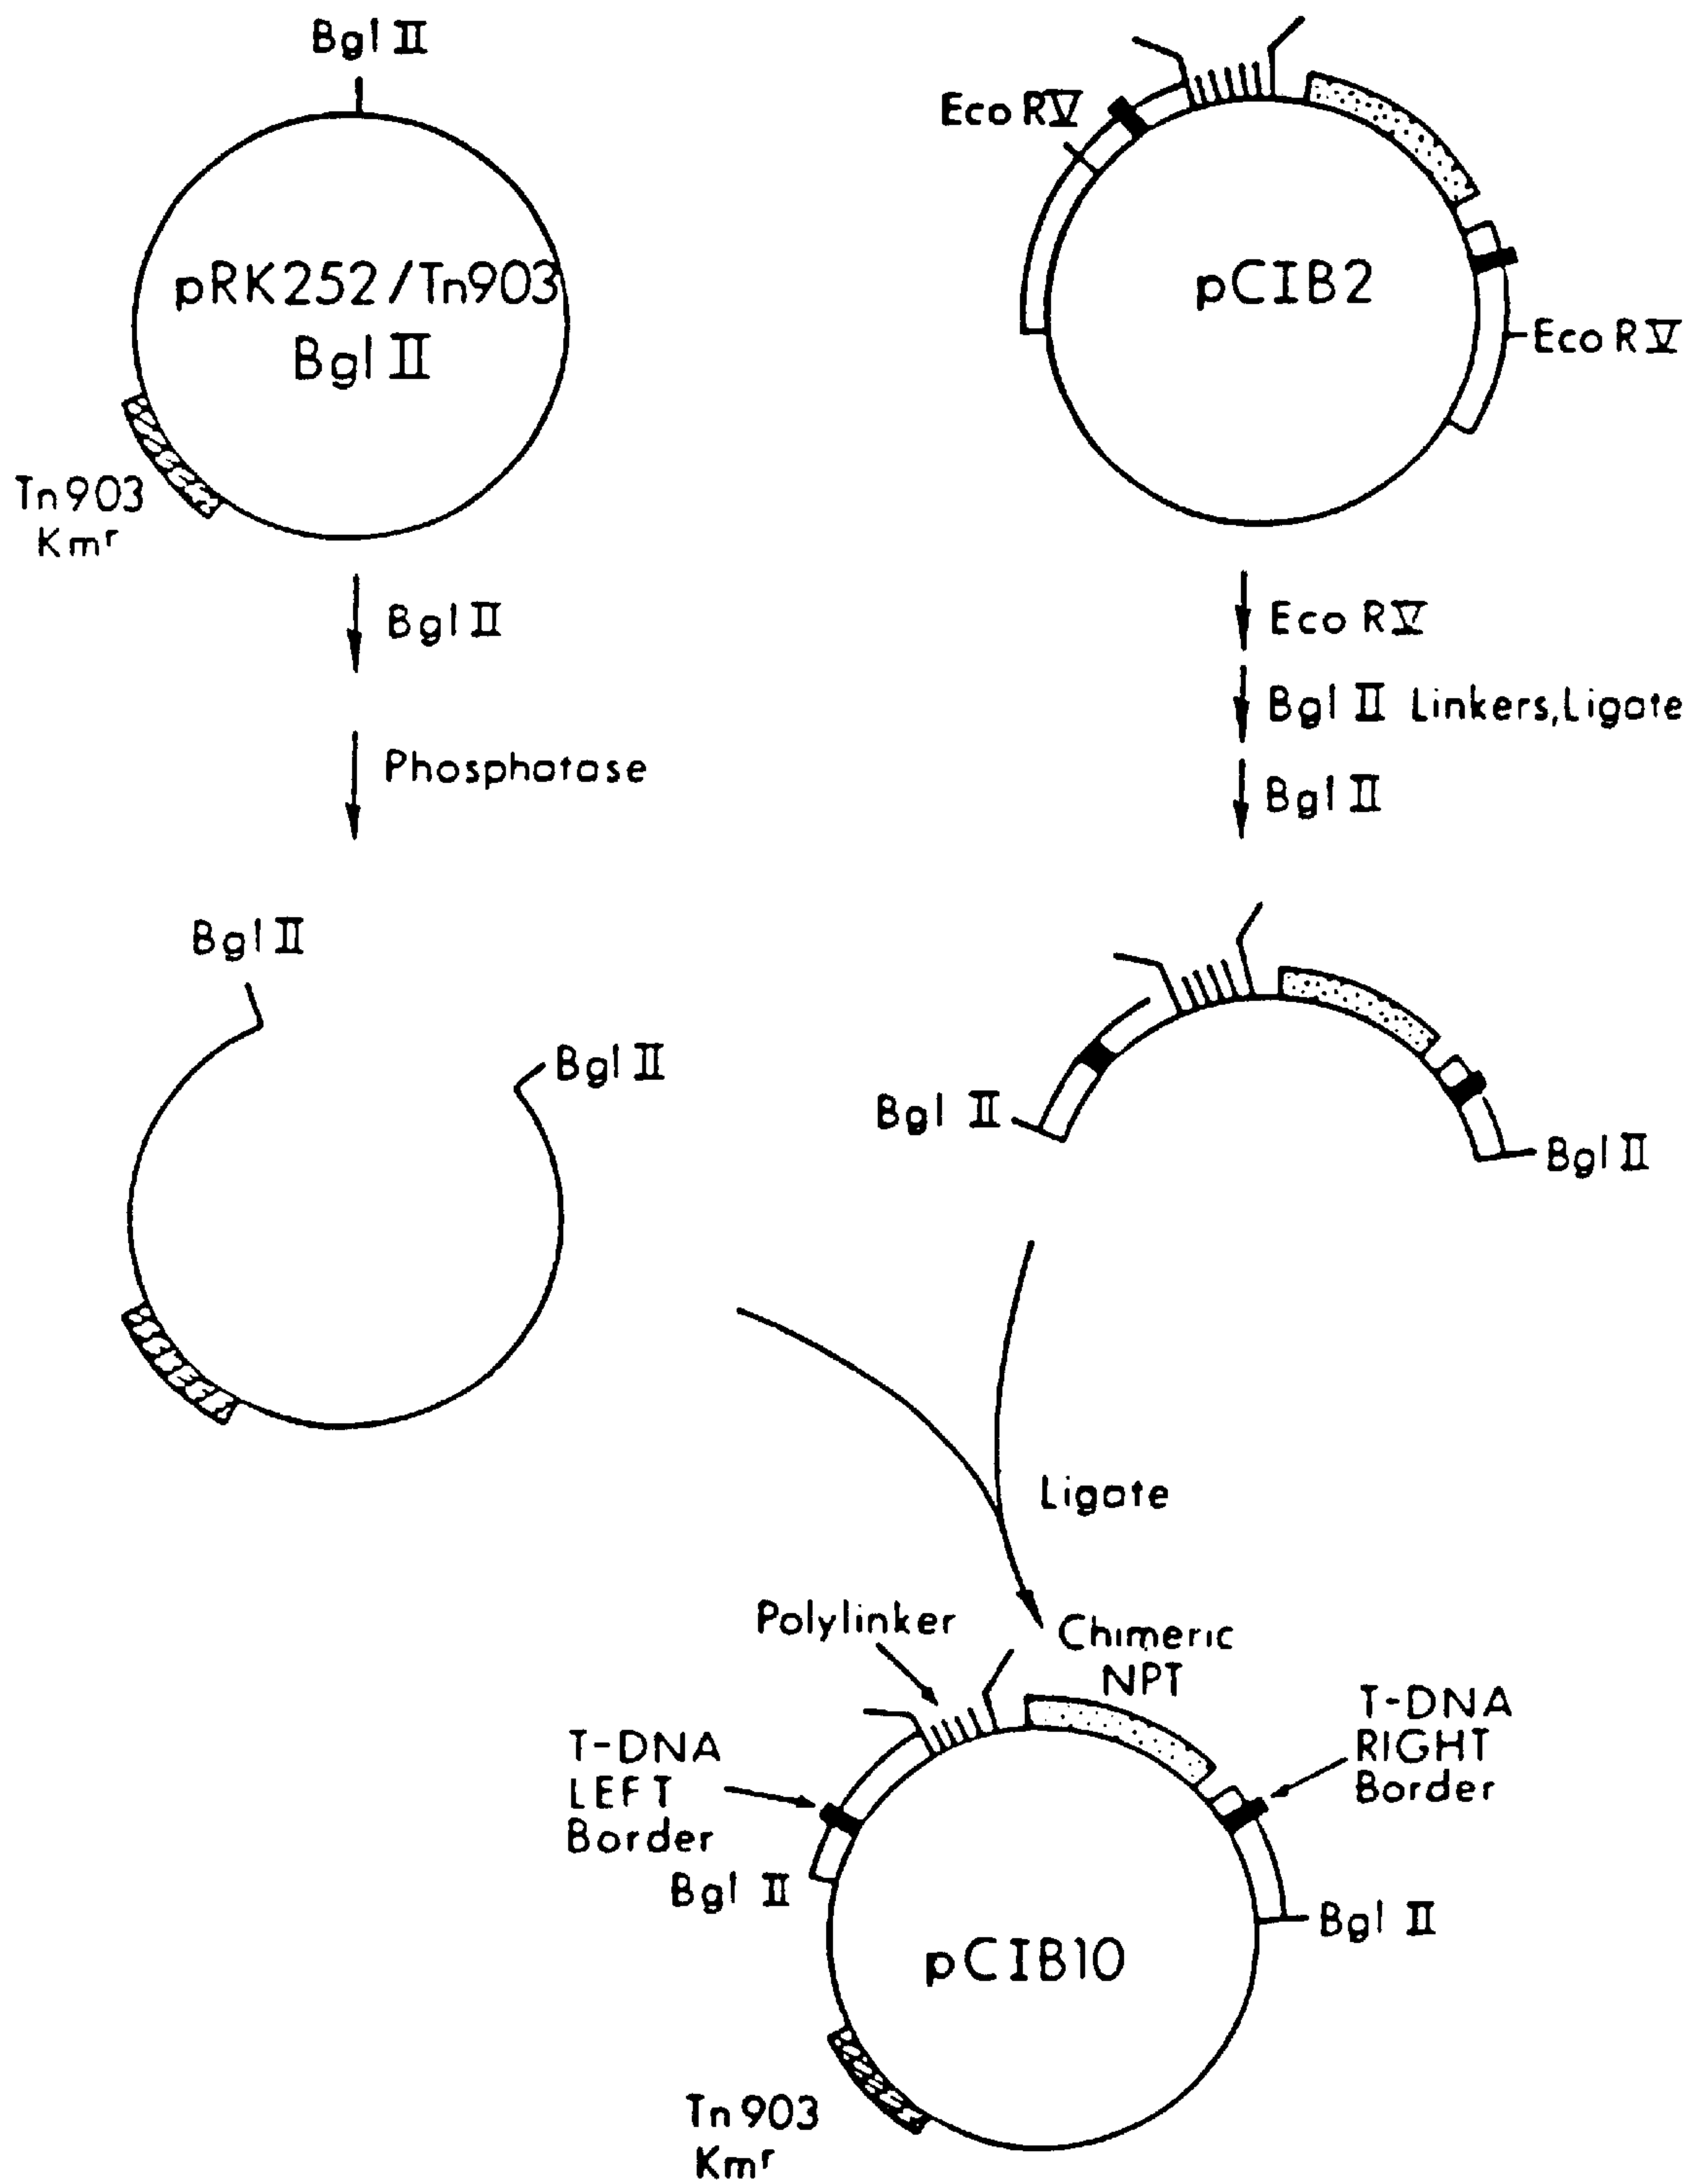 Bgl II
pRK252/Tn903
Bgl II
Tn903
Kmr
Bgl II
Phosphatase
Eco RV
pCIB2
Eco RV
Eco RV
Bgl II Linkers,Ligate
Bgl II
Bgl II
Bgl II
Bgl II
Bgl II
Ligate
Polylinker
Chimeric
NPT
T-DNA
LEFT
Border
T-DNA
RIGHT
Border
Bgl II
Bgl II
pCIB10
Tn903
Kmr